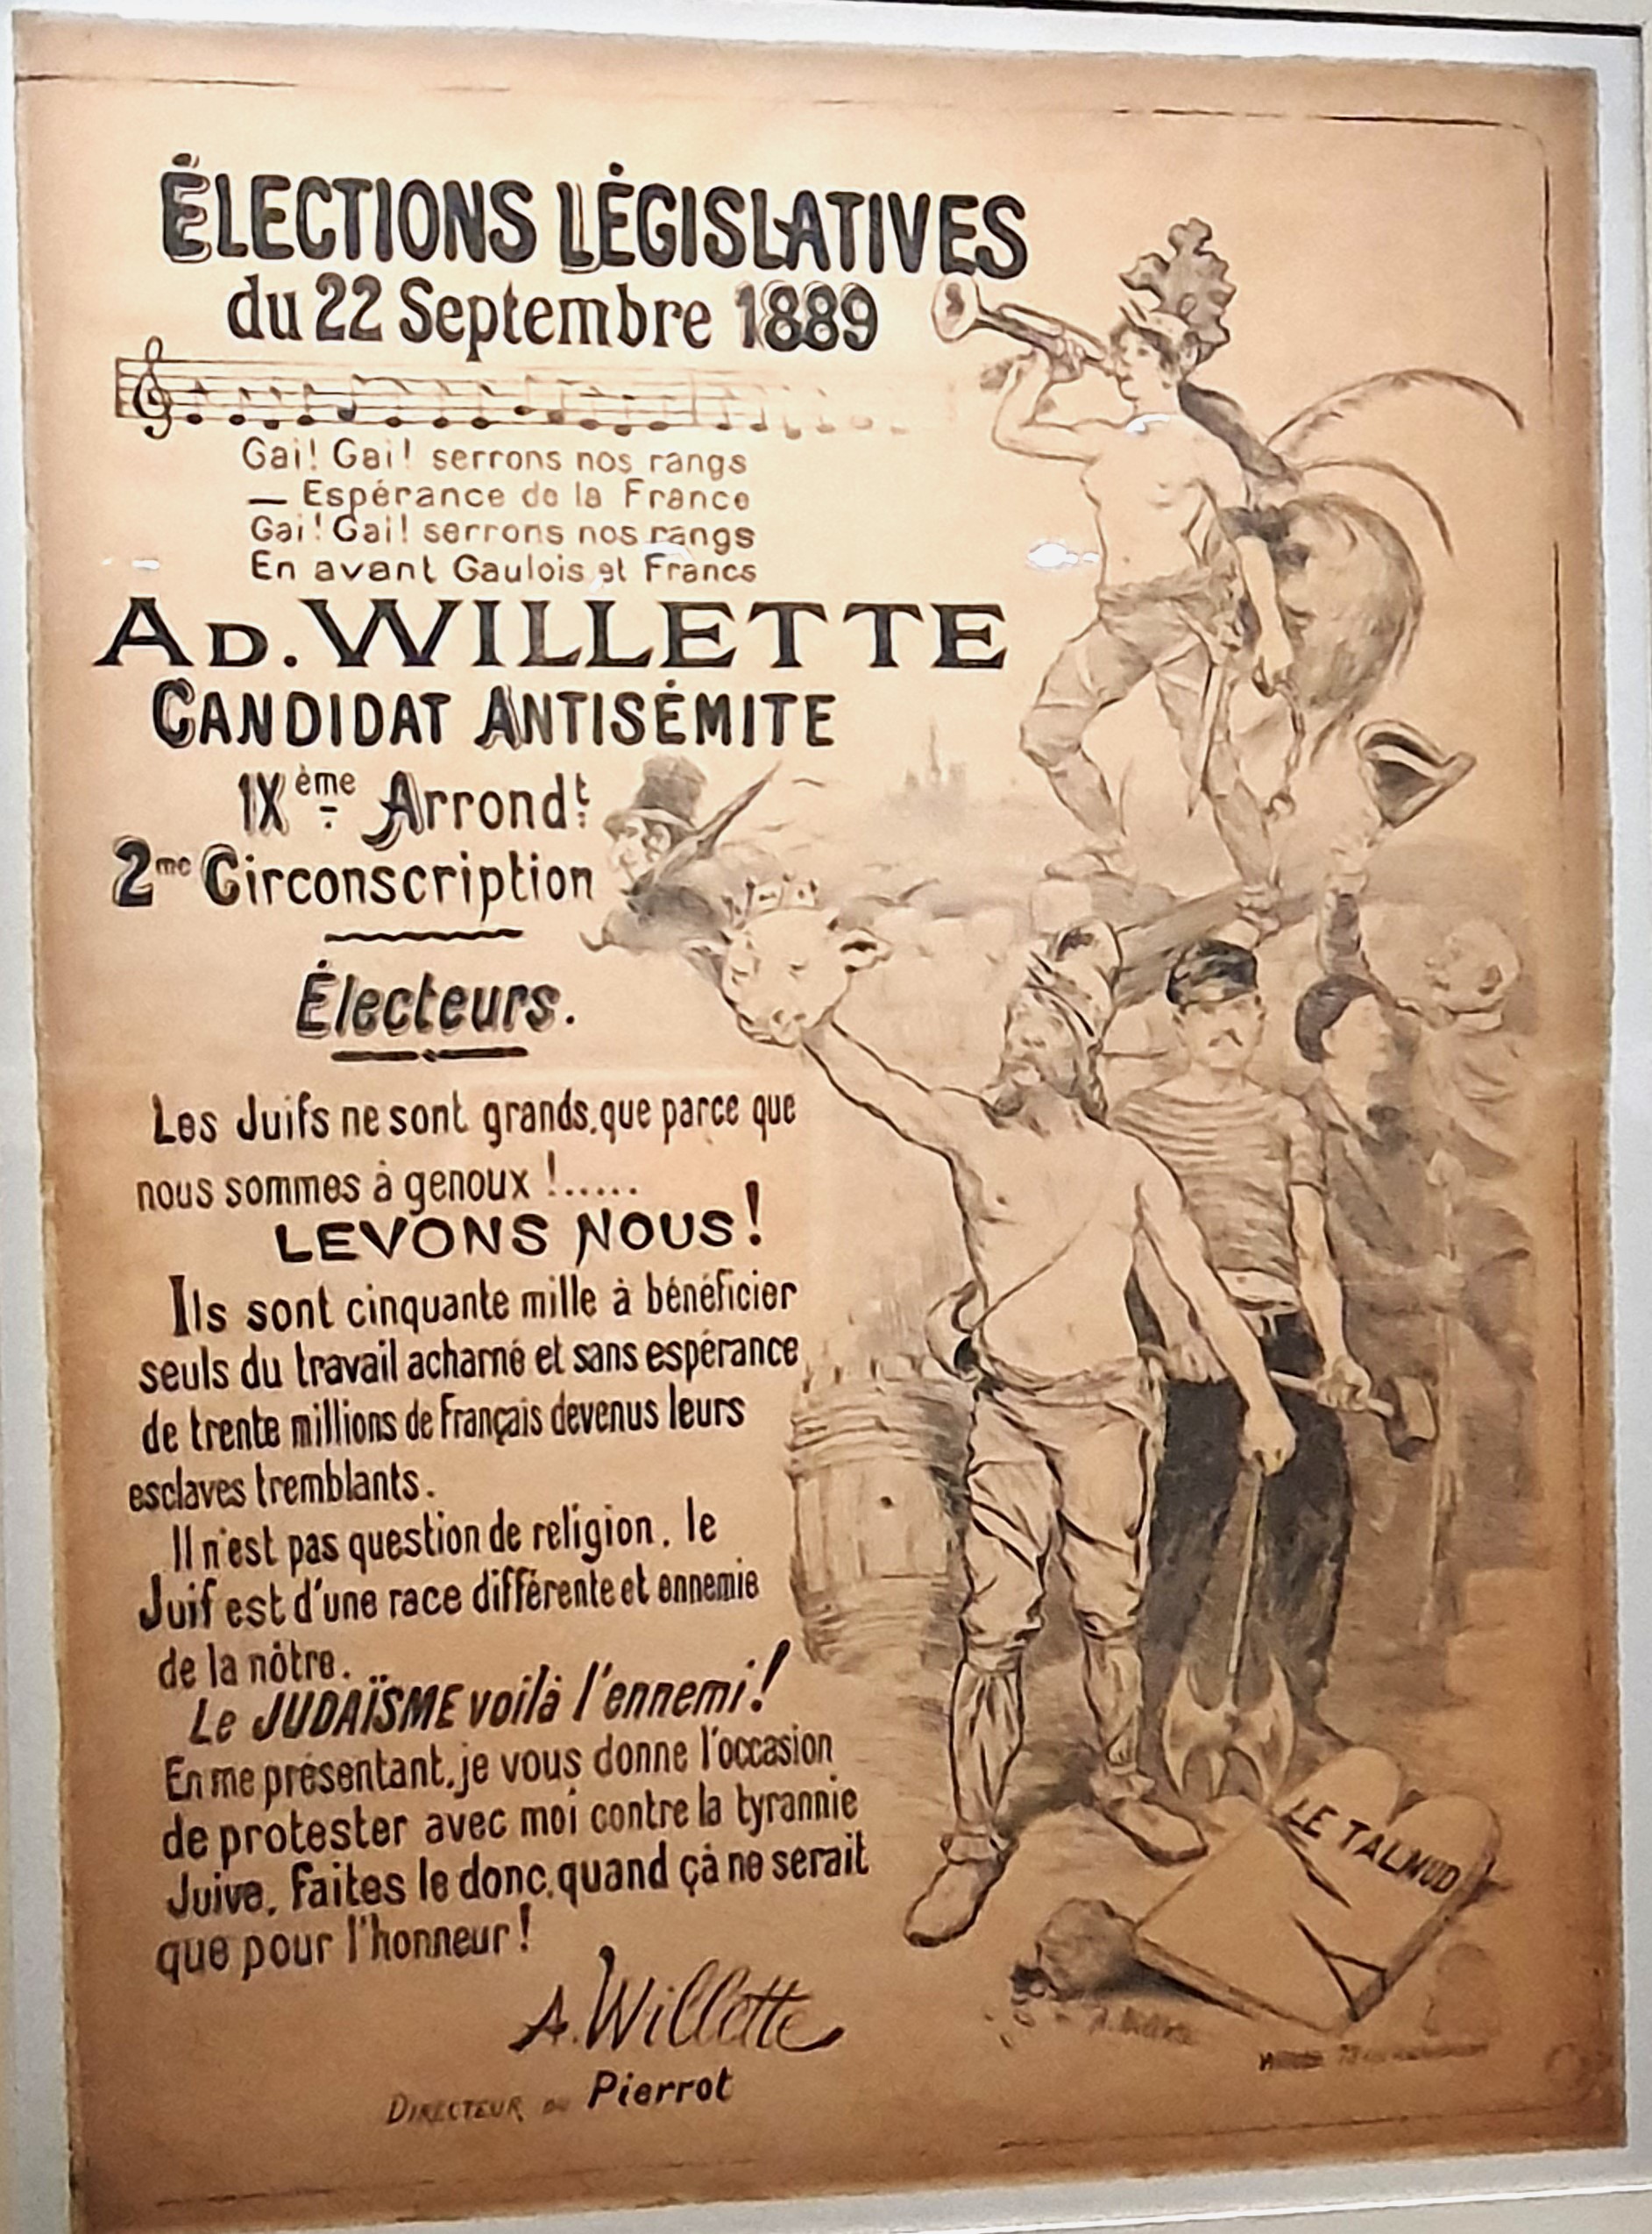 ÉLECTIONS LÉGISLATIVES
du 22 Septembre 1889
Gai! Gai! serrons nos rangs
— Espérance de la France
Gai! Gai! serrons nos rangs
En avant Gaulois et Francs
AD. WILLETTE
CANDIDAT ANTISÉMITE
IXème Arrondt
2me Circonscription
Électeurs.
Les Juifs ne sont grands, que parce que
nous sommes à genoux !.....
LEVONS NOUS!
Ils sont cinquante mille à bénéficier
seuls du travail acharné et sans espérance
de trente millions de Français devenus leurs
esclaves tremblants.
Il n'est pas question de religion, le
Juif est d'une race différente et ennemie
de la nôtre.
Le JUDAÏSME voilà l'ennemi!
En me présentant, je vous donne l'occasion
de protester avec moi contre la tyrannie
Juive, Faites le donc, quand çà ne serait
que pour l'honneur!
A. Willette
DIRECTEUR DU Pierrot
LE TALMUD